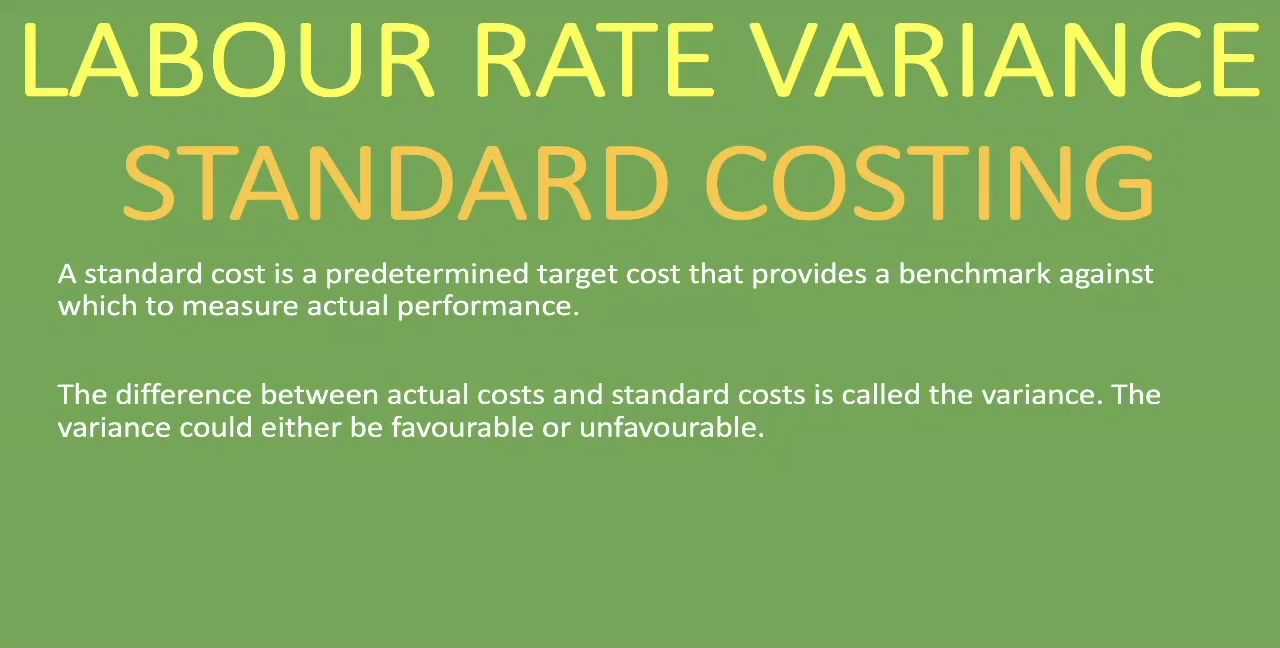 LABOUR RATE VARIANCE
STANDARD COSTING
A standard cost is a predetermined target cost that provides a benchmark against
which to measure actual performance.
The difference between actual costs and standard costs is called the variance. The
variance could either be favourable or unfavourable.